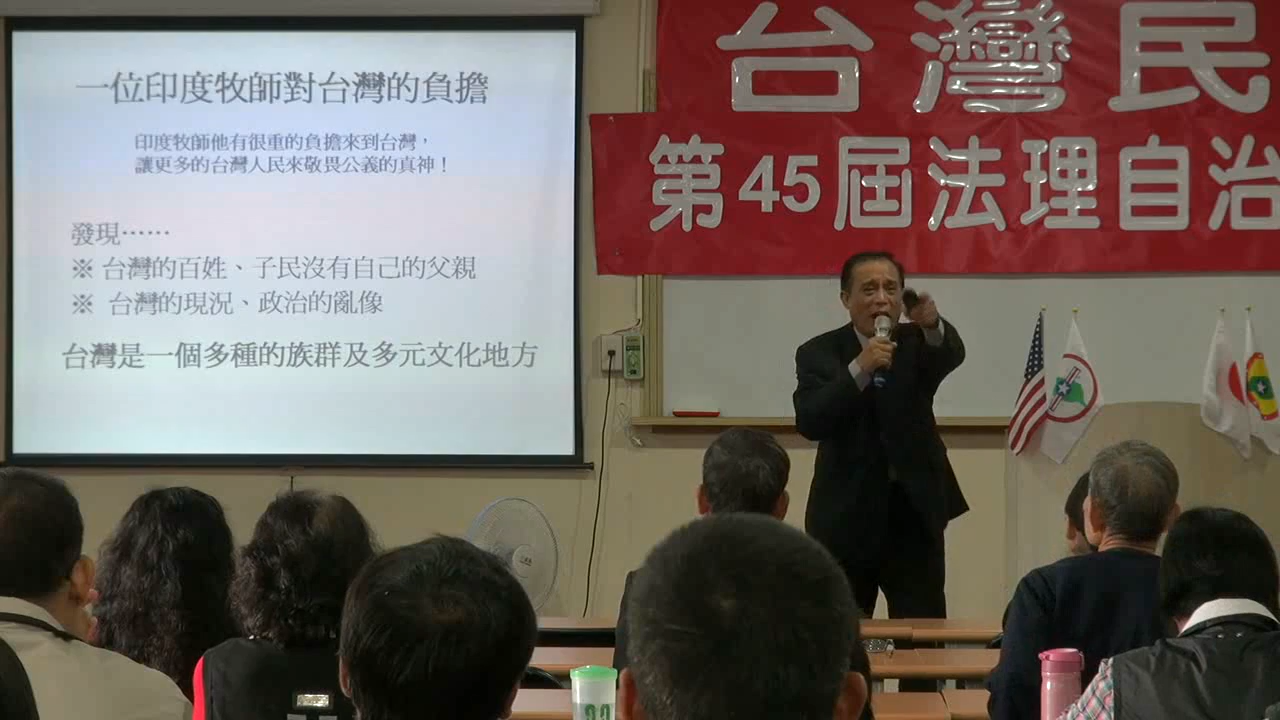 一位印度牧師對台灣的負擔
印度牧師他有很重的負擔來到台灣，
讓更多的台灣人民來敬畏公義的真神！
發現……
※ 台灣的百姓、子民沒有自己的父親
※ 台灣的現況、政治的亂像
台灣是一個多種的族群及多元文化地方
台灣民
第45屆法理自治